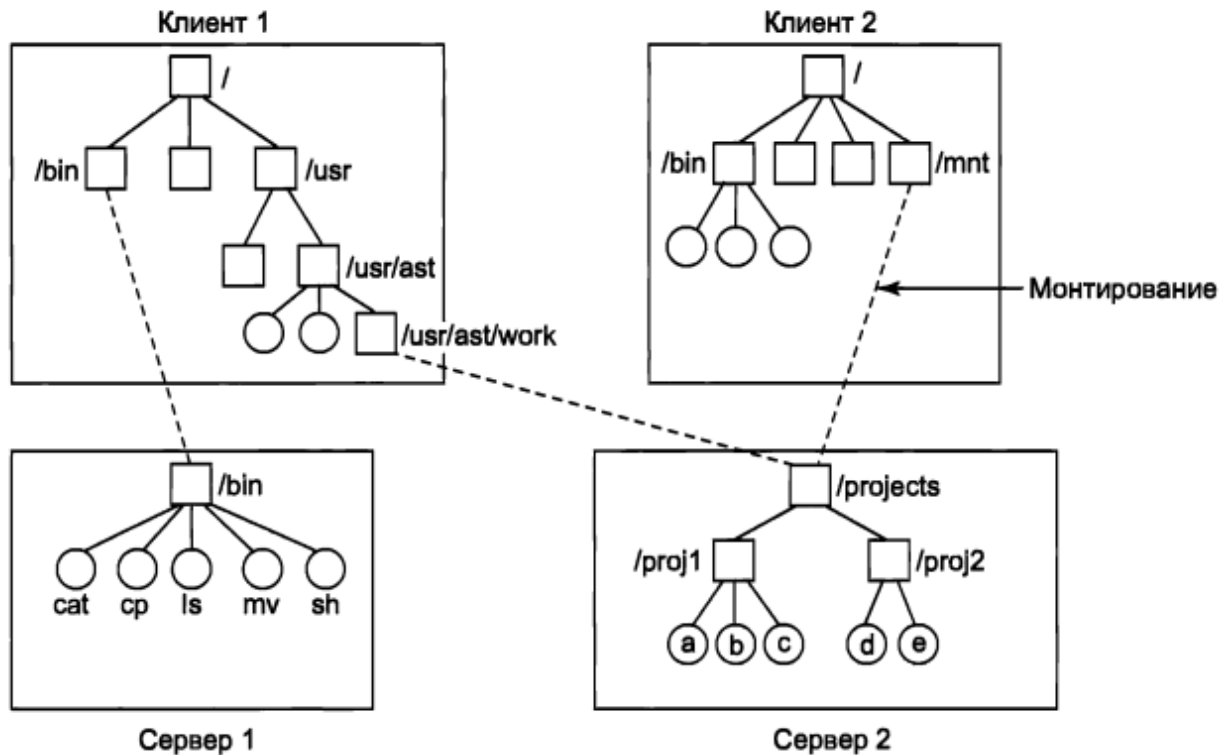 Клиент 1
Клиент 2
/
/
/bin
/usr
/bin
/mnt
/usr/ast
Монтирование
/usr/ast/work
/bin
/projects
/proj1
/proj2
cat
cp
ls
mv
sh
a
b
c
d
e
Сервер 1
Сервер 2